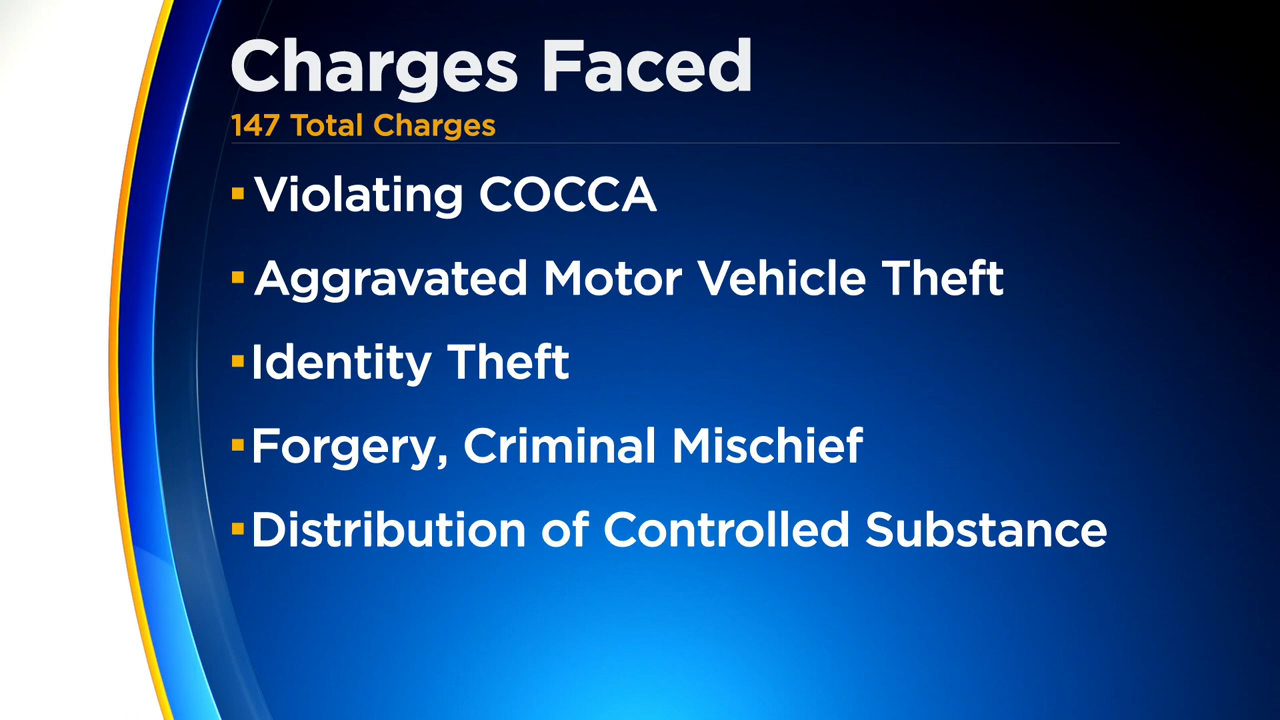 Charges Faced
147 Total Charges
Violating COCCA
Aggravated Motor Vehicle Theft
Identity Theft
Forgery, Criminal Mischief
Distribution of Controlled Substance